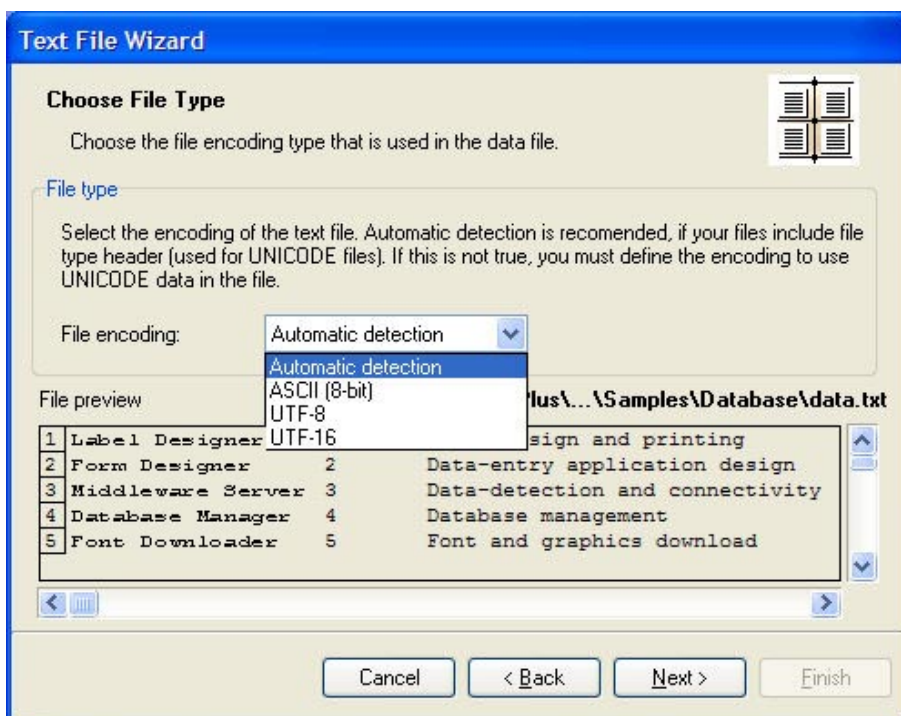 Text File Wizard
Choose File Type
Choose the file encoding type that is used in the data file.
File type
Select the encoding of the text file. Automatic detection is recomended, if your files include file
type header (used for UNICODE files). If this is not true, you must define the encoding to use
UNICODE data in the file.
File encoding: Automatic detection
Automatic detection
ASCII (8-bit)
UTF-8
UTF-16
File preview lus\...\Samples\Database\data.txt
1 Label Designer sign and printing
2 Form Designer 2 Data-entry application design
3 Middleware Server 3 Data-detection and connectivity
4 Database Manager 4 Database management
5 Font Downloader 5 Font and graphics download
Cancel < Back Next > Finish